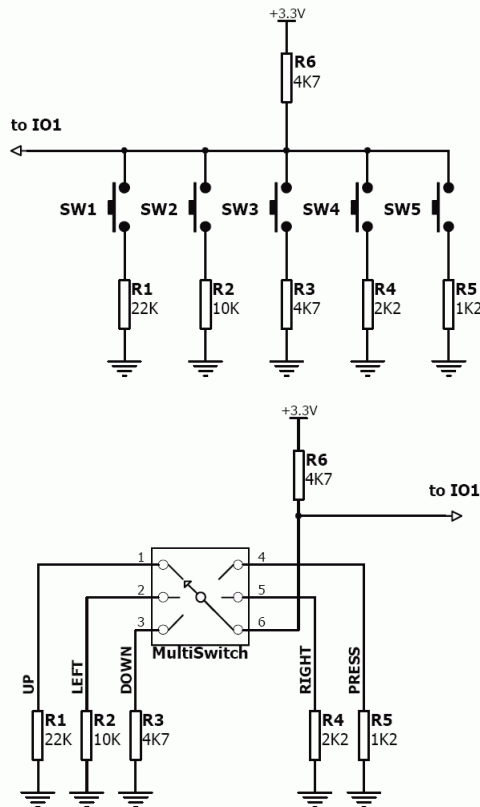 +3.3V
R6
4K7
to IO1
SW1 SW2 SW3 SW4 SW5
R1 R2 R3 R4 R5
22K 10K 4K7 2K2 1K2
+3.3V
R6
4K7
to IO1
1 4
2 5
3 6
MultiSwitch
UP LEFT DOWN RIGHT PRESS
R1 R2 R3 R4 R5
22K 10K 4K7 2K2 1K2